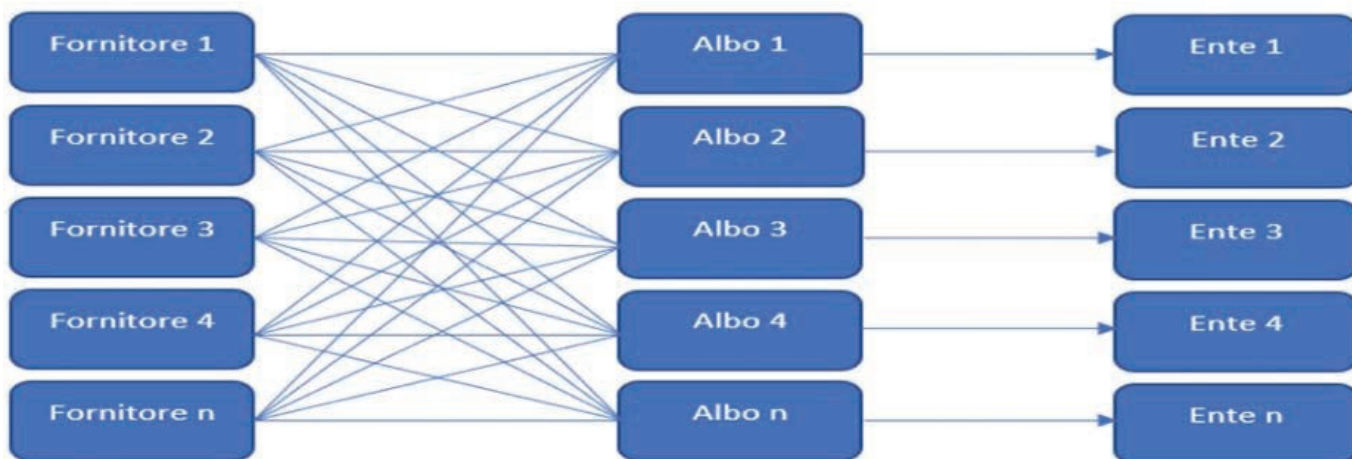 Fornitore 1
Albo 1
Ente 1
Fornitore 2
Albo 2
Ente 2
Fornitore 3
Albo 3
Ente 3
Fornitore 4
Albo 4
Ente 4
Fornitore n
Albo n
Ente n